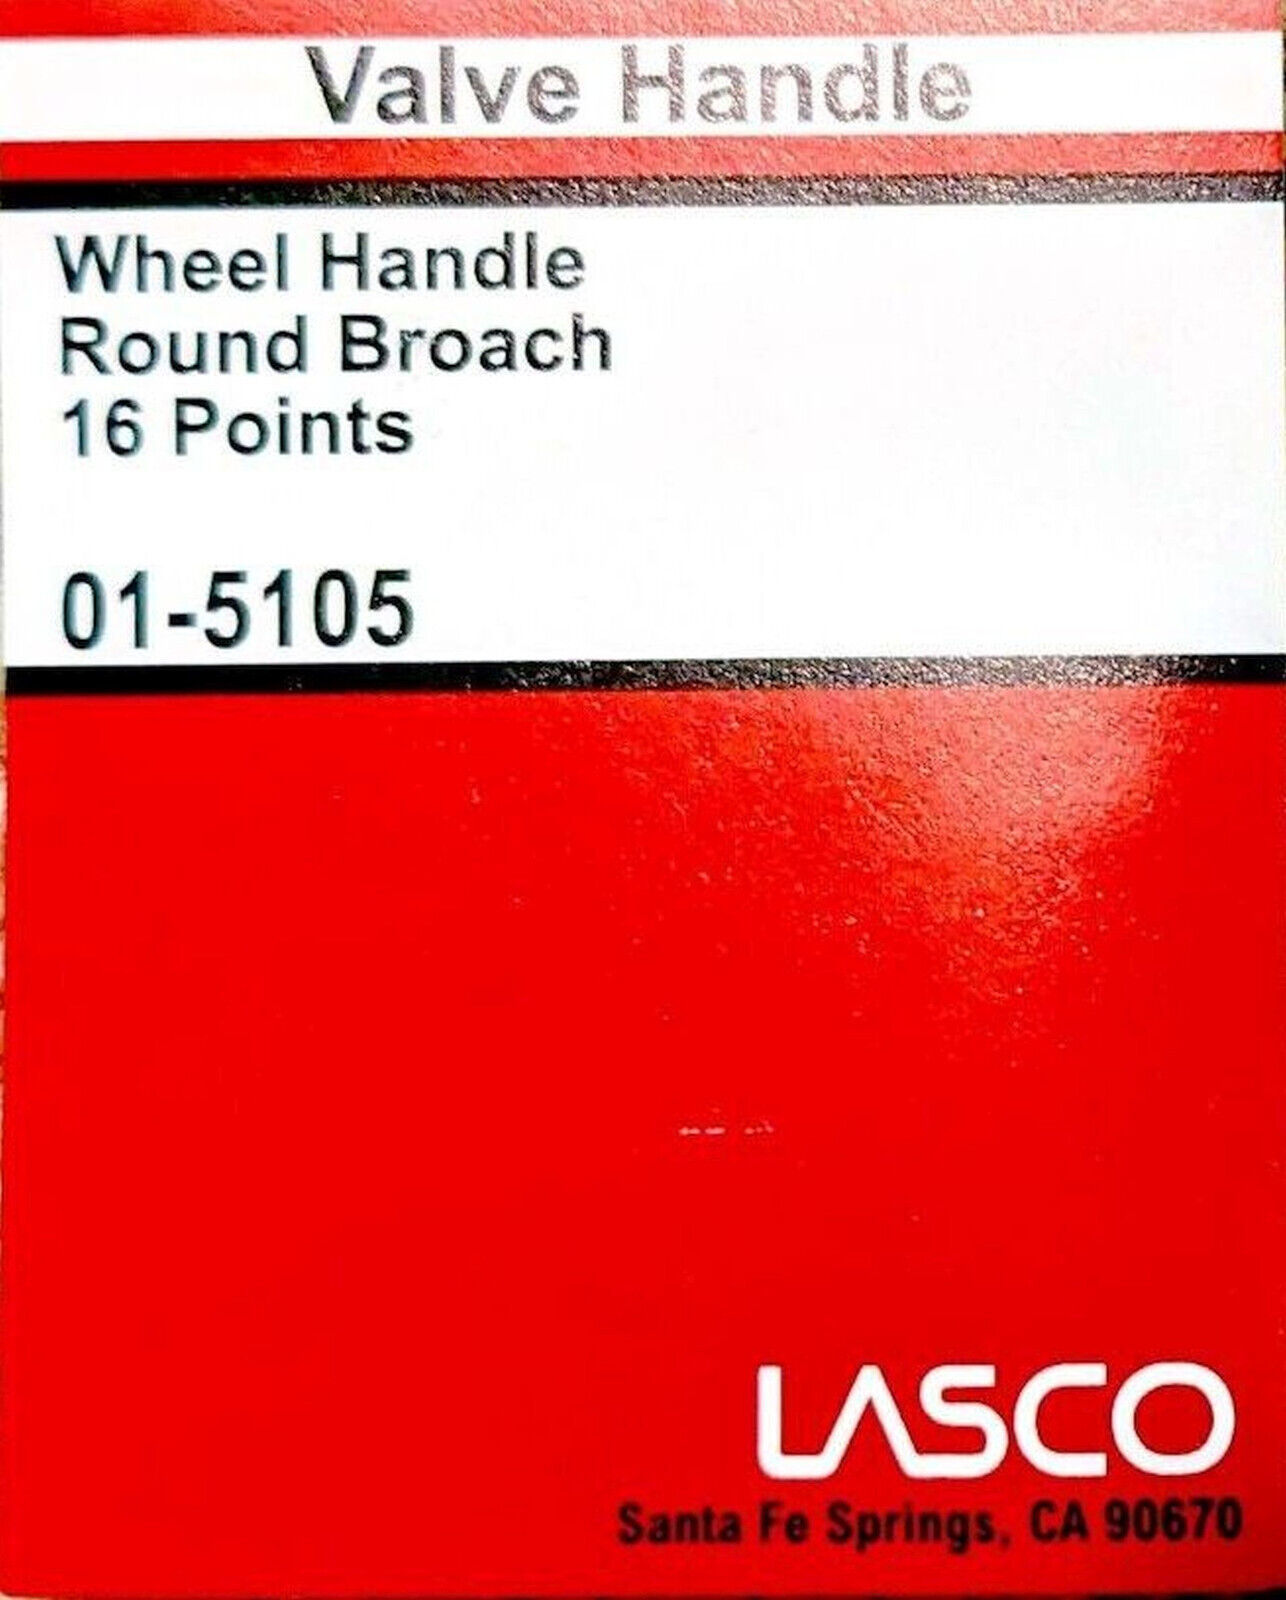 Valve Handle
Wheel Handle
Round Broach
16 Points
01-5105
LASCO
Santa Fe Springs, CA 90670